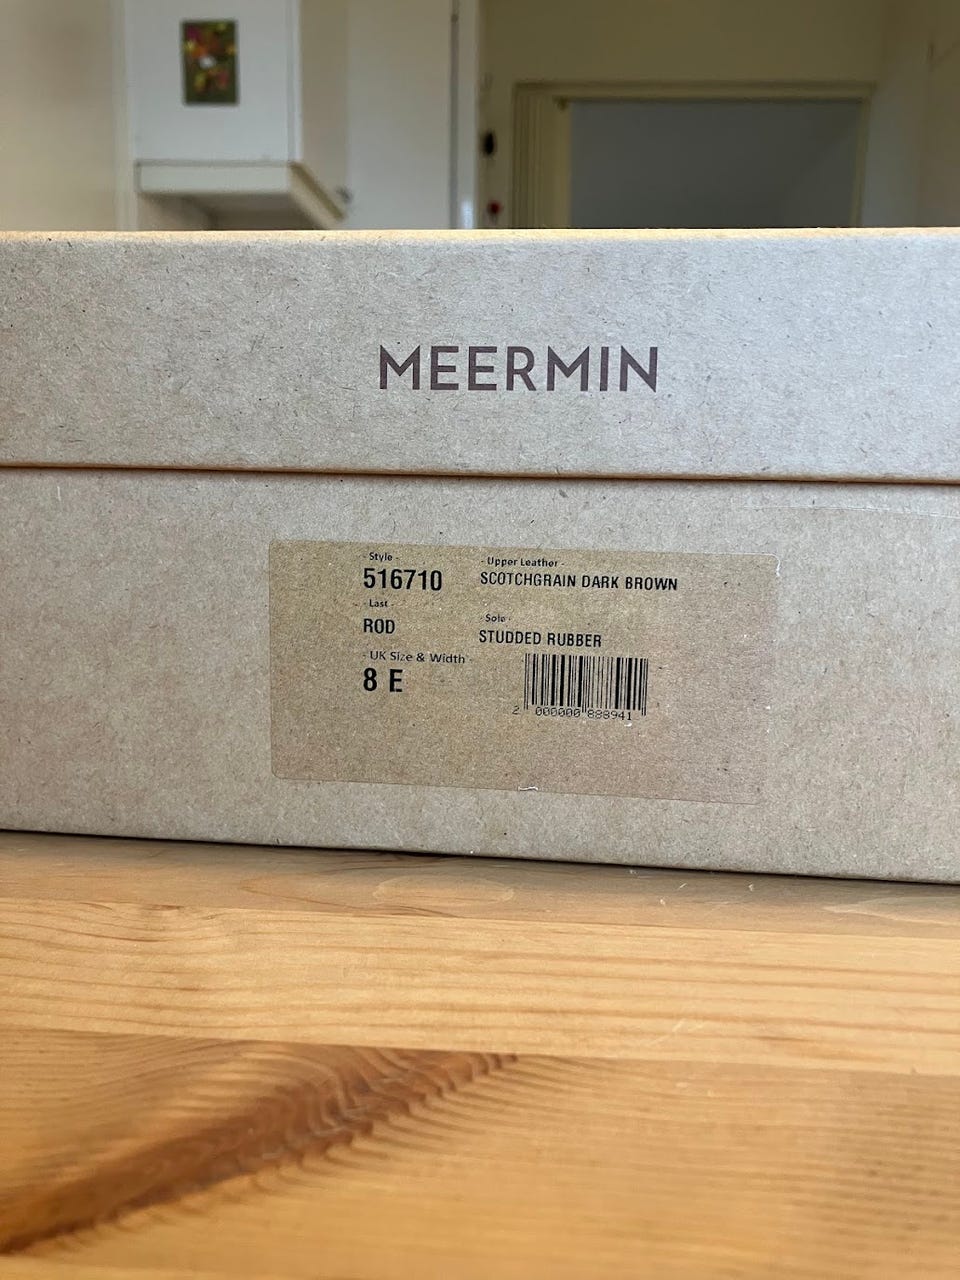 MEERMIN
- Style -
516710
- Upper Leather -
SCOTCHGRAIN DARK BROWN
- Last -
ROD
- Sole -
STUDDED RUBBER
- UK Size & Width -
8 E
2 000000 888941